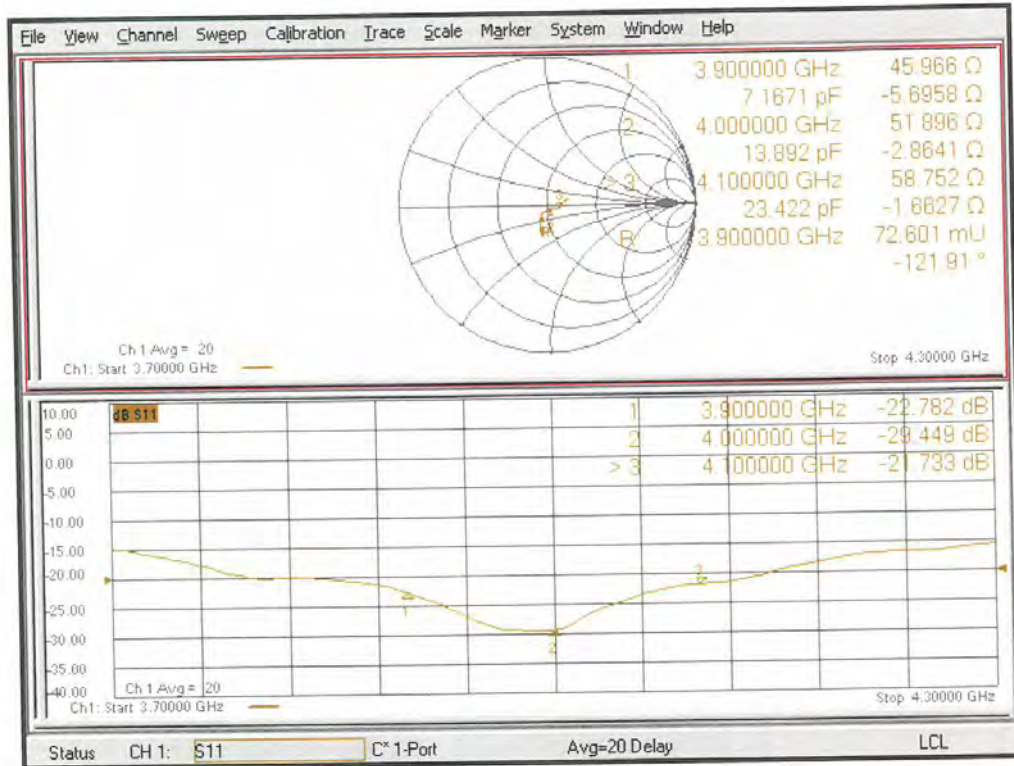 File View Channel Sweep Calibration Trace Scale Marker System Window Help
1 3.900000 GHz 45.966 Ω
7.1671 pF -5.6958 Ω
2 4.000000 GHz 51.896 Ω
13.892 pF -2.8641 Ω
> 3 4.100000 GHz 58.752 Ω
23.422 pF -1.6627 Ω
R 3.900000 GHz 72.601 mU
-121.91 °
Ch 1 Avg = 20
Ch1: Start 3.70000 GHz
Stop 4.30000 GHz
dB S11
10.00
5.00
0.00
-5.00
-10.00
-15.00
-20.00
-25.00
-30.00
-35.00
-40.00
1 3.900000 GHz -22.782 dB
2 4.000000 GHz -29.449 dB
> 3 4.100000 GHz -21.733 dB
1
2
3
Ch 1 Avg = 20
Ch1: Start 3.70000 GHz
Stop 4.30000 GHz
Status CH 1: S11 C* 1-Port Avg=20 Delay LCL